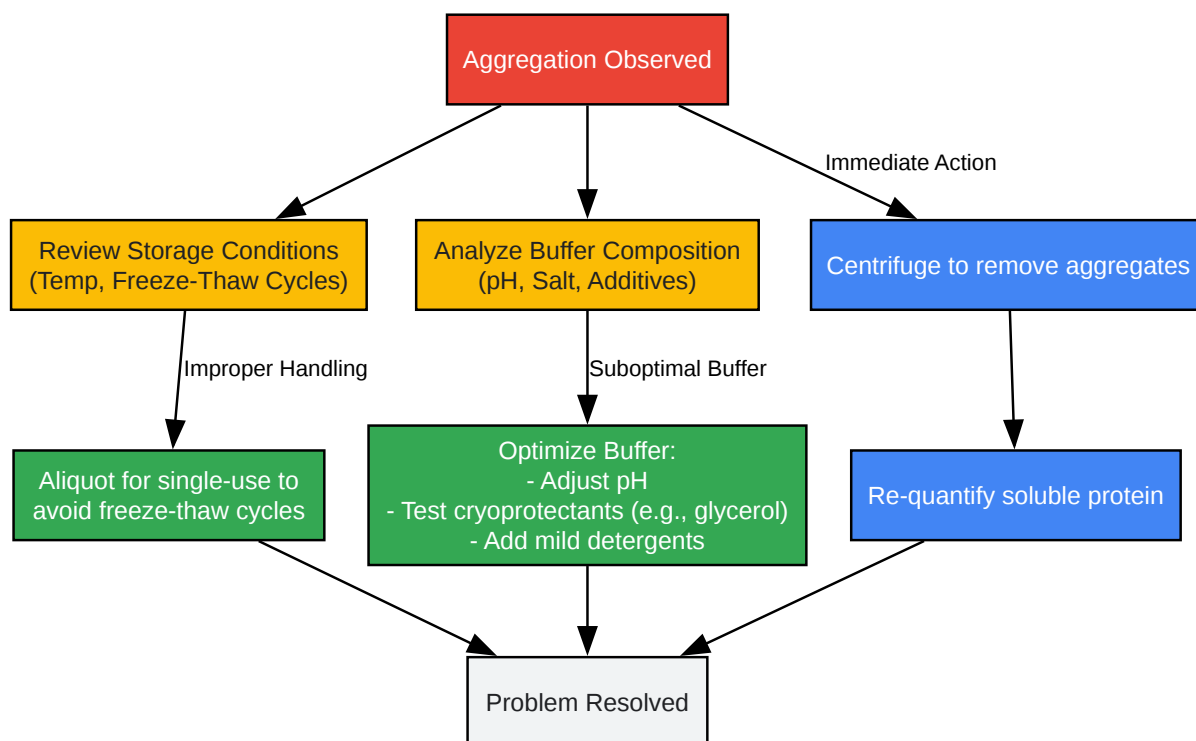 Aggregation Observed
Immediate Action
Review Storage Conditions
(Temp, Freeze-Thaw Cycles)
Analyze Buffer Composition
(pH, Salt, Additives)
Centrifuge to remove aggregates
Improper Handling
Suboptimal Buffer
Aliquot for single-use to
avoid freeze-thaw cycles
Optimize Buffer:
- Adjust pH
- Test cryoprotectants (e.g., glycerol)
- Add mild detergents
Re-quantify soluble protein
Problem Resolved